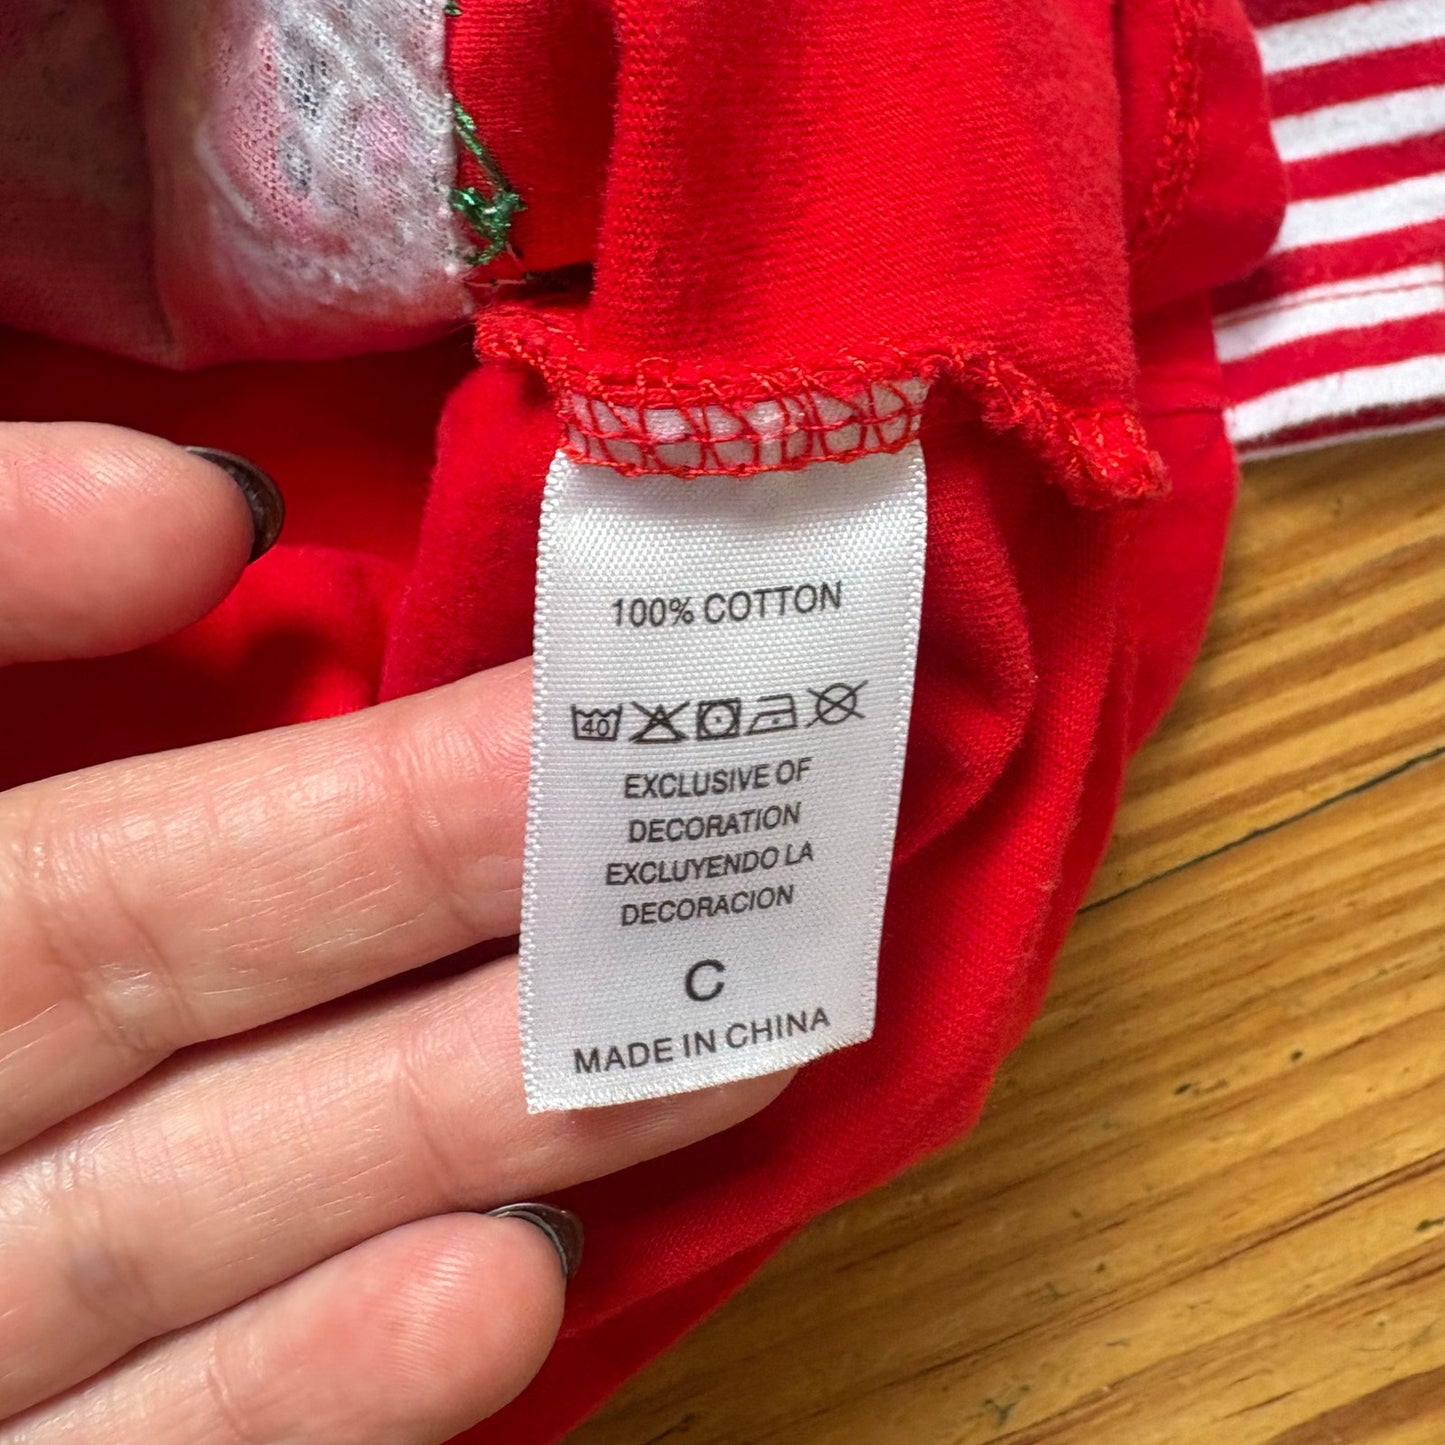 100% COTTON
40
EXCLUSIVE OF
DECORATION
EXCLUYENDO LA
DECORACION
C
MADE IN CHINA